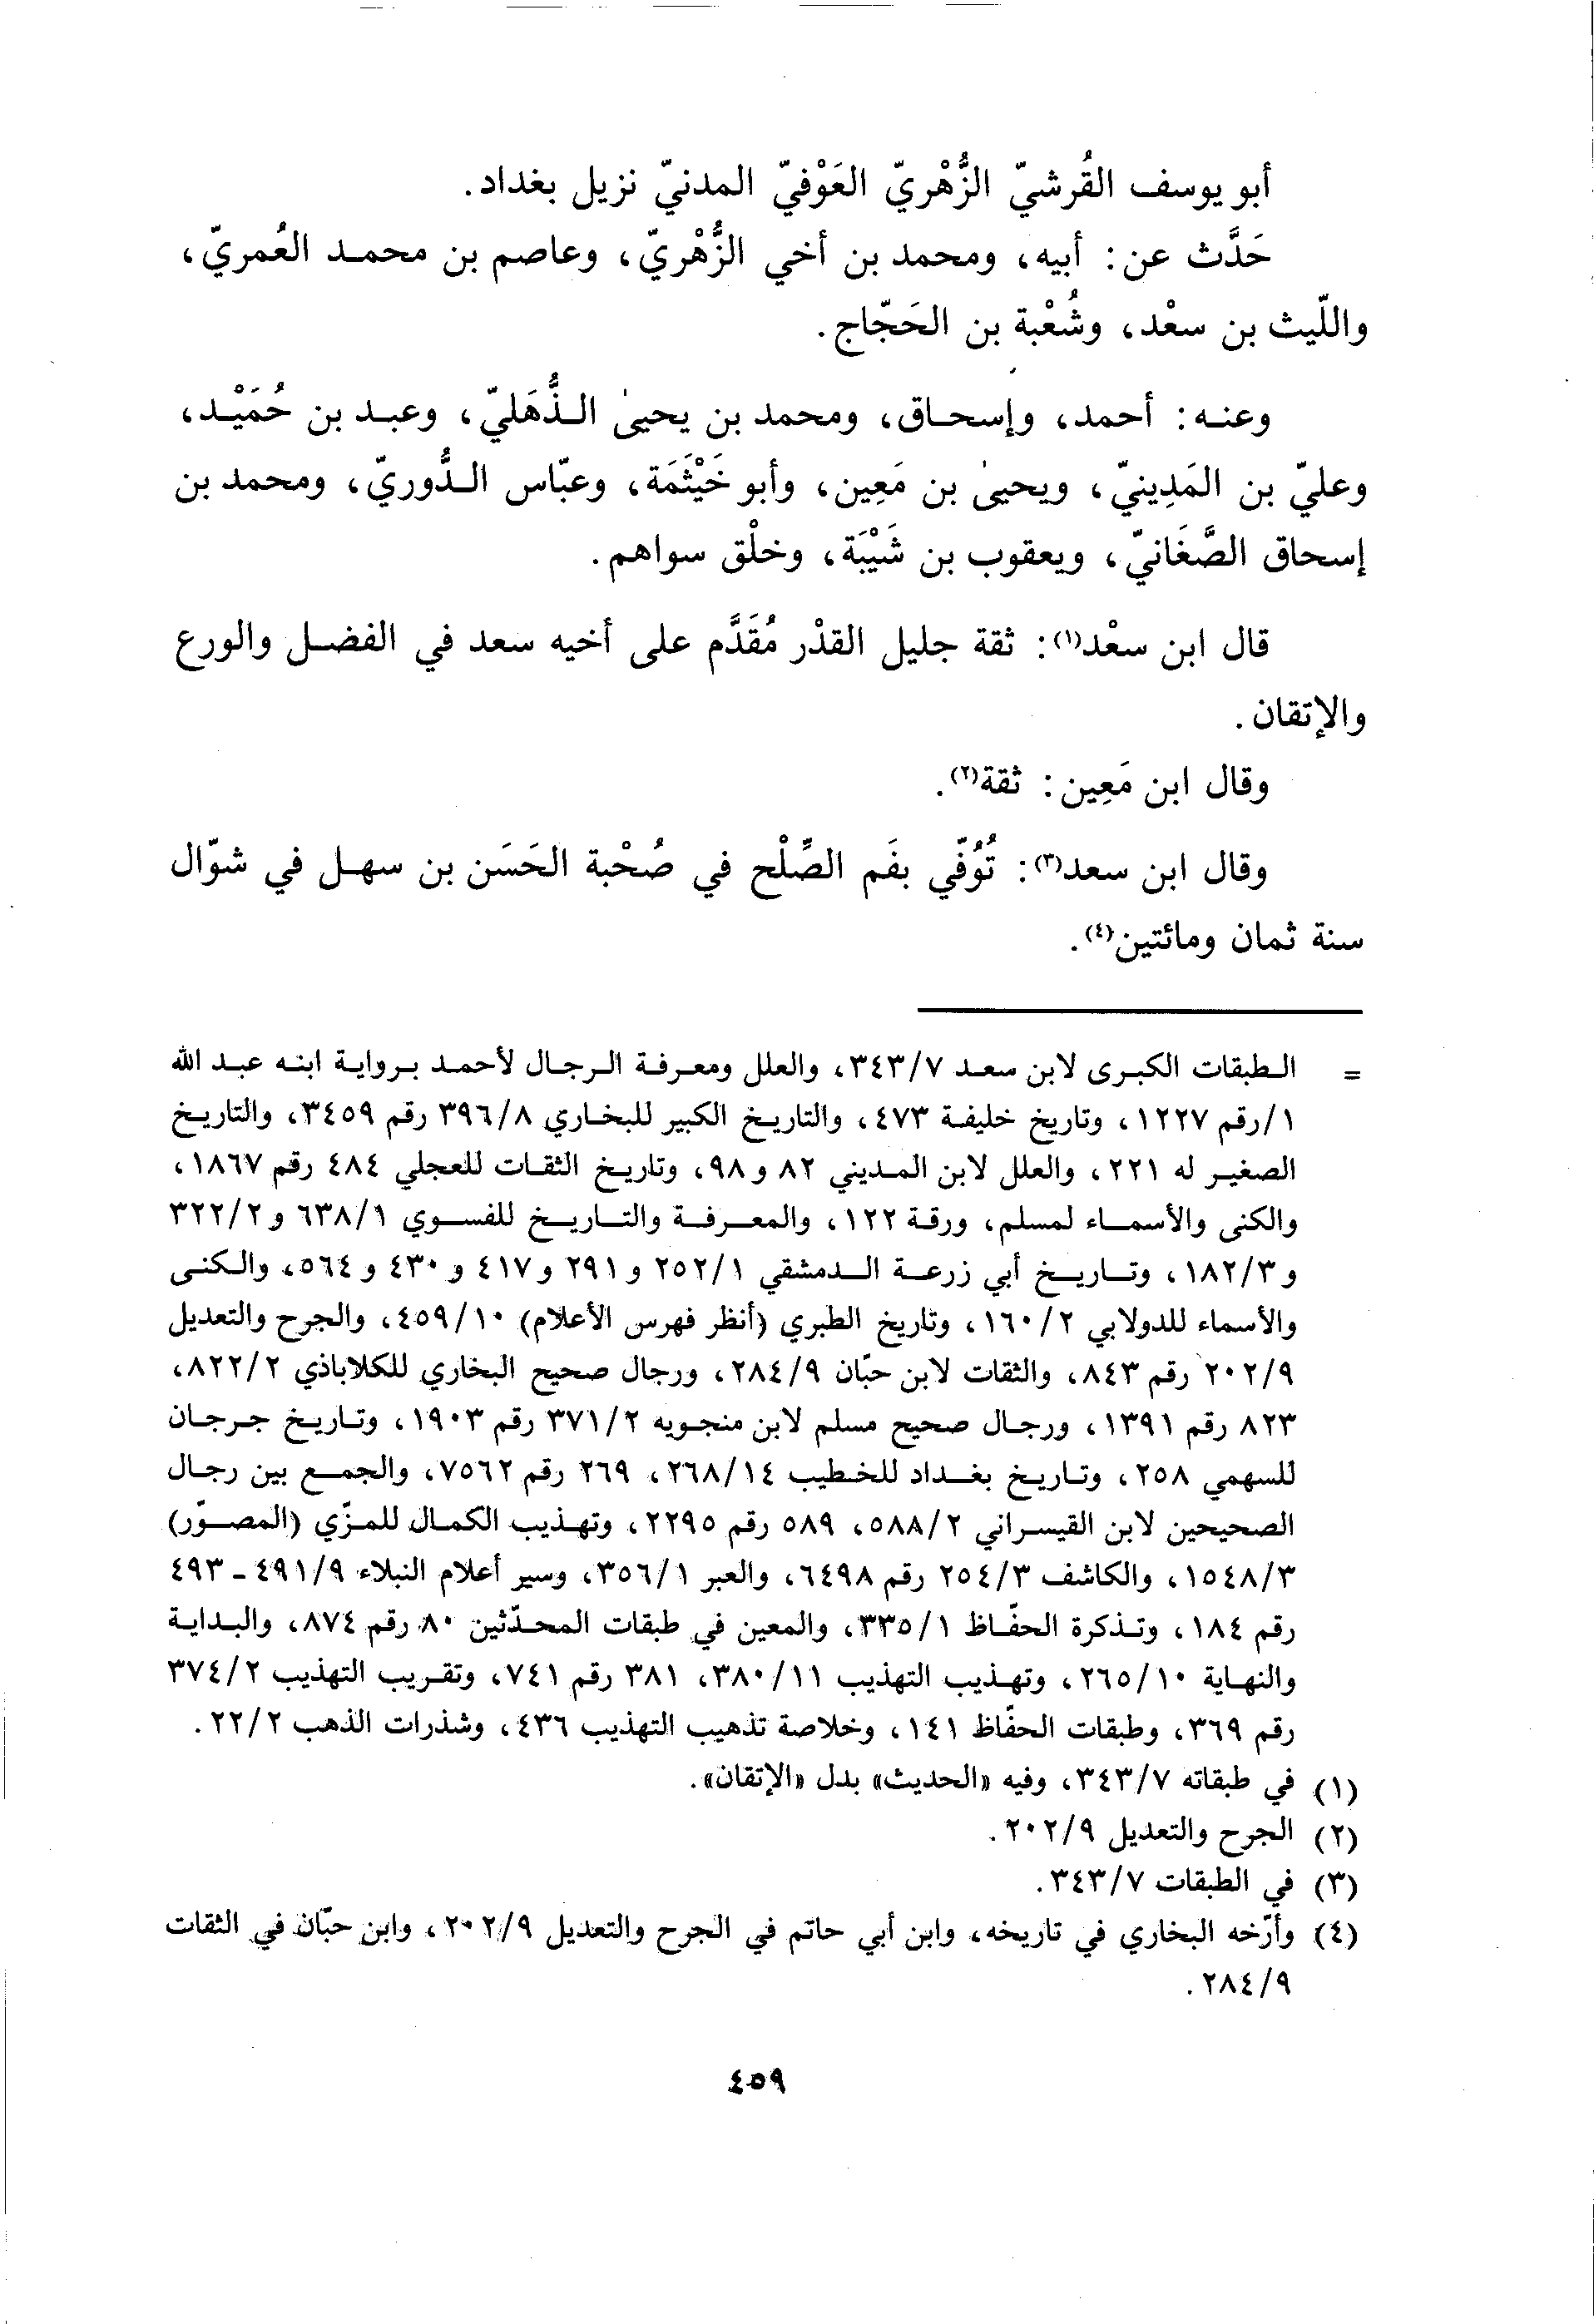 أبو يوسف القُرشيّ الزُّهْريّ العَوْفيّ المدنيّ نزيل بغداد.
حَدَّث عن: أبيه، ومحمد بن أخي الزُّهْريّ، وعاصم بن محمد العُمريّ،
واللّيث بن سعْد، وشُعْبة بن الحَجّاج.
وعنه: أحمد، وإسحاق، ومحمد بن يحيىٰ الذُّهَليّ، وعبد بن حُمَيْد،
وعليّ بن المَدِينيّ، ويحيىٰ بن مَعِين، وأبو خَيْثَمَة، وعبّاس الدُّوريّ، ومحمد بن
إسحاق الصَّغَانيّ، ويعقوب بن شَيْبَة، وخلْق سواهم.
قال ابن سعْد(١): ثقة جليل القدْر مُقَدَّم على أخيه سعد في الفضل والورع
والإتقان.
وقال ابن مَعِين: ثقة(٢).
وقال ابن سعد(٣): تُوُفّي بفَم الصِّلْح في صُحْبة الحَسَن بن سهل في شوّال
سنة ثمان ومائتين(٤).
= الطبقات الكبرى لابن سعد ٣٤٣/٧، والعلل ومعرفة الرجال لأحمد برواية ابنه عبد الله
١/رقم ١٢٢٧، وتاريخ خليفة ٤٧٣، والتاريخ الكبير للبخاري ٣٩٦/٨ رقم ٣٤٥٩، والتاريخ
الصغير له ٢٢١، والعلل لابن المديني ٨٢ و٩٨، وتاريخ الثقات للعجلي ٤٨٤ رقم ١٨٦٧،
والكنى والأسماء لمسلم، ورقة ١٢٢، والمعرفة والتاريخ للفسوي ٦٣٨/١ و٣٢٢/٢
و١٨٢/٣، وتاريخ أبي زرعة الدمشقي ٢٥٢/١ و٢٩١ و٤١٧ و٤٣٠ و٥٦٤، والكنى
والأسماء للدولابي ١٦٠/٢، وتاريخ الطبري (أنظر فهرس الأعلام) ٤٥٩/١٠، والجرح والتعديل
٢٠٢/٩ رقم ٨٤٣، والثقات لابن حبّان ٢٨٤/٩، ورجال صحيح البخاري للكلاباذي ٨٢٢/٢،
٨٢٣ رقم ١٣٩١، ورجال صحيح مسلم لابن منجويه ٣٧١/٢ رقم ١٩٠٣، وتاريخ جرجان
للسهمي ٢٥٨، وتاريخ بغداد للخطيب ٢٦٨/١٤، ٢٦٩ رقم ٧٥٦٢، والجمع بين رجال
الصحيحين لابن القيسراني ٥٨٨/٢، ٥٨٩ رقم ٢٢٩٥، وتهذيب الكمال للمزّي (المصوّر)
١٥٤٨/٣، والكاشف ٢٥٤/٣ رقم ٦٤٩٨، والعبر ٣٥٦/١، وسير أعلام النبلاء ٤٩١/٩ - ٤٩٣
رقم ١٨٤، وتذكرة الحفّاظ ٣٣٥/١، والمعين في طبقات المحدّثين ٨٠ رقم ٨٧٤، والبداية
والنهاية ٢٦٥/١٠، وتهذيب التهذيب ٣٨٠/١١، ٣٨١ رقم ٧٤١، وتقريب التهذيب ٣٧٤/٢
رقم ٣٦٩، وطبقات الحفّاظ ١٤١، وخلاصة تذهيب التهذيب ٤٣٦، وشذرات الذهب ٢٢/٢.
(١) في طبقاته ٣٤٣/٧، وفيه «الحديث» بدل «الإتقان».
(٢) الجرح والتعديل ٢٠٢/٩.
(٣) في الطبقات ٣٤٣/٧.
(٤) وأرّخه البخاري في تاريخه، وابن أبي حاتم في الجرح والتعديل ٢٠٢/٩، وابن حبّان في الثقات
٢٨٤/٩.
٤٥٩